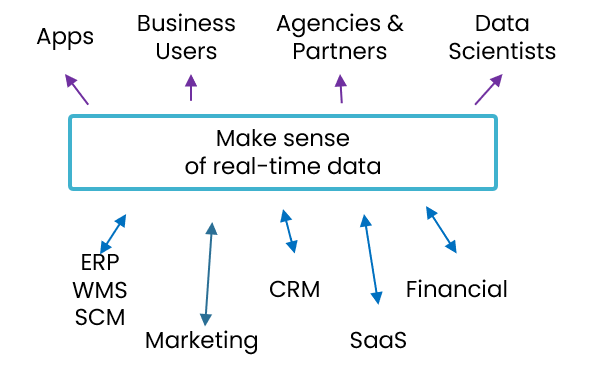 Apps
Business
Users
Agencies &
Partners
Data
Scientists
Make sense
of real-time data
ERP
WMS
SCM
Marketing
CRM
SaaS
Financial